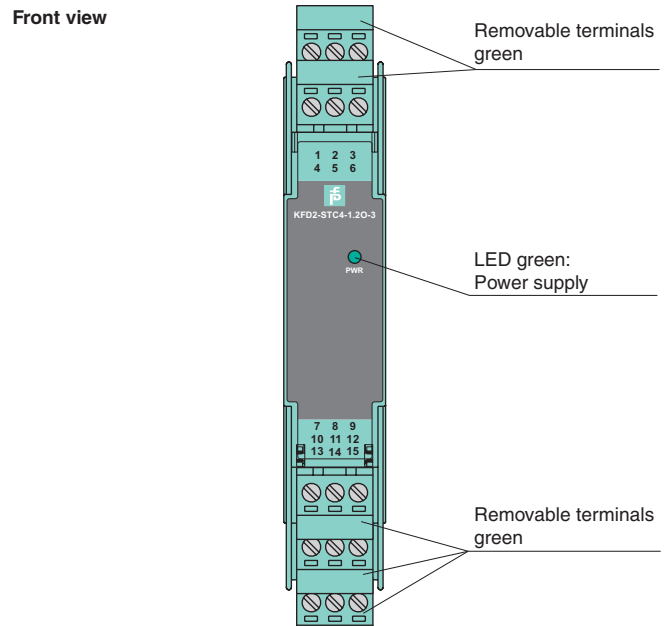 Front view
Removable terminals
green
1 2 3
4 5 6
KFD2-STC4-1.2O-3
LED green:
Power supply
PWR
7 8 9
10 11 12
13 14 15
Removable terminals
green